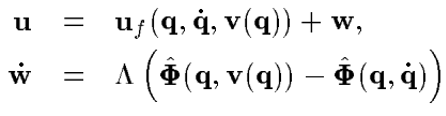 u = u_f(q, q̇, v(q)) + w,
ẇ = Λ ( Φ̂(q, v(q)) − Φ̂(q, q̇) )